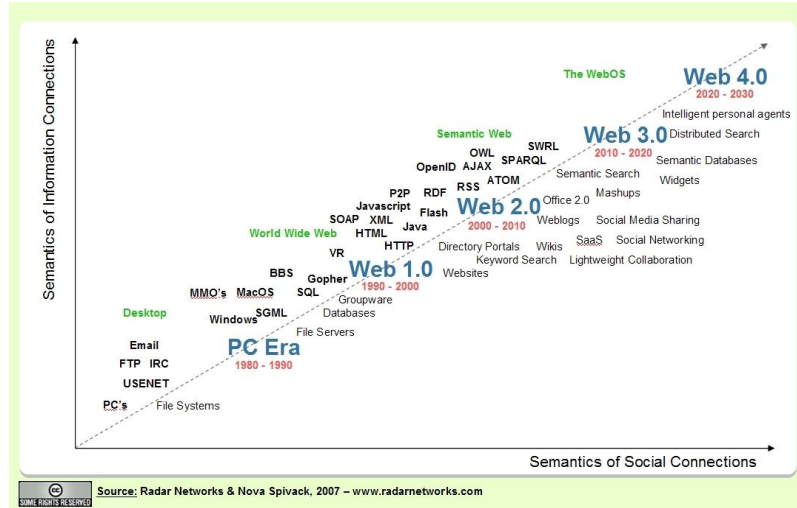 Semantics of Information Connections
The WebOS
Web 4.0
2020 - 2030
Intelligent personal agents
Semantic Web
SWRL
Web 3.0
Distributed Search
2010 - 2020
OWL
SPARQL
Semantic Databases
OpenID
AJAX
Semantic Search
Widgets
ATOM
RSS
Mashups
P2P
RDF
Office 2.0
Javascript
Flash
Web 2.0
2000 - 2010
Weblogs
Social Media Sharing
SOAP
XML
Java
World Wide Web
HTML
HTTP
Directory Portals
Wikis
SaaS
Social Networking
VR
Keyword Search
Lightweight Collaboration
BBS
Gopher
Web 1.0
1990 - 2000
Websites
MMO's
MacOS
SQL
Groupware
Desktop
Windows
SGML
Databases
File Servers
Email
PC Era
1980 - 1990
FTP
IRC
USENET
PC's
File Systems
Semantics of Social Connections
cc
SOME RIGHTS RESERVED
Source: Radar Networks & Nova Spivack, 2007 – www.radarnetworks.com